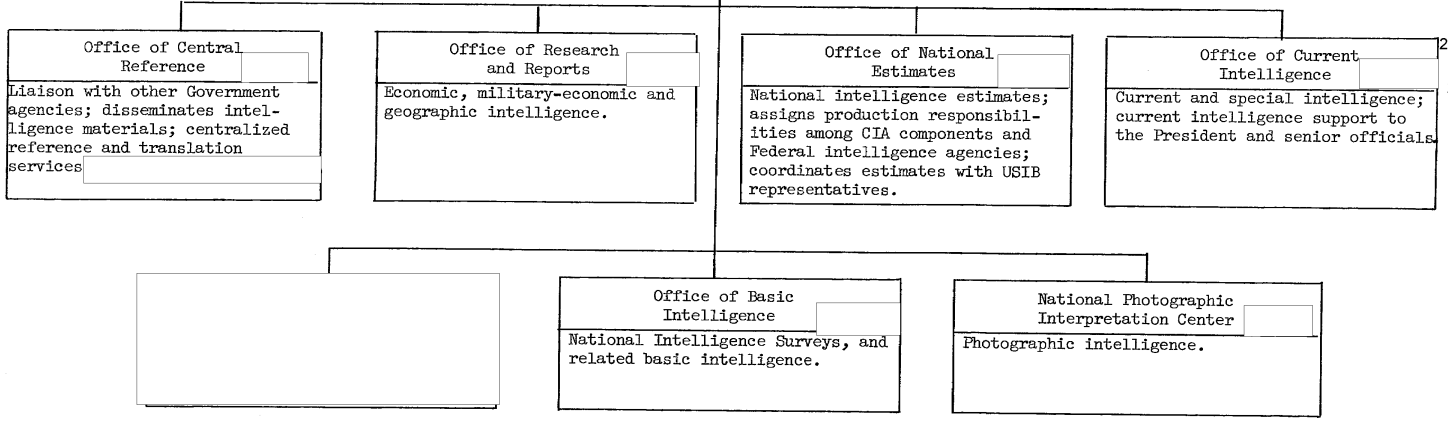 Office of Central
Reference
Liaison with other Government
agencies; disseminates intel-
ligence materials; centralized
reference and translation
services
Office of Research
and Reports
Economic, military-economic and
geographic intelligence.
Office of National
Estimates
National intelligence estimates;
assigns production responsibil-
ities among CIA components and
Federal intelligence agencies;
coordinates estimates with USIB
representatives.
Office of Current
Intelligence
2
Current and special intelligence;
current intelligence support to
the President and senior officials.
Office of Basic
Intelligence
National Intelligence Surveys, and
related basic intelligence.
National Photographic
Interpretation Center
Photographic intelligence.